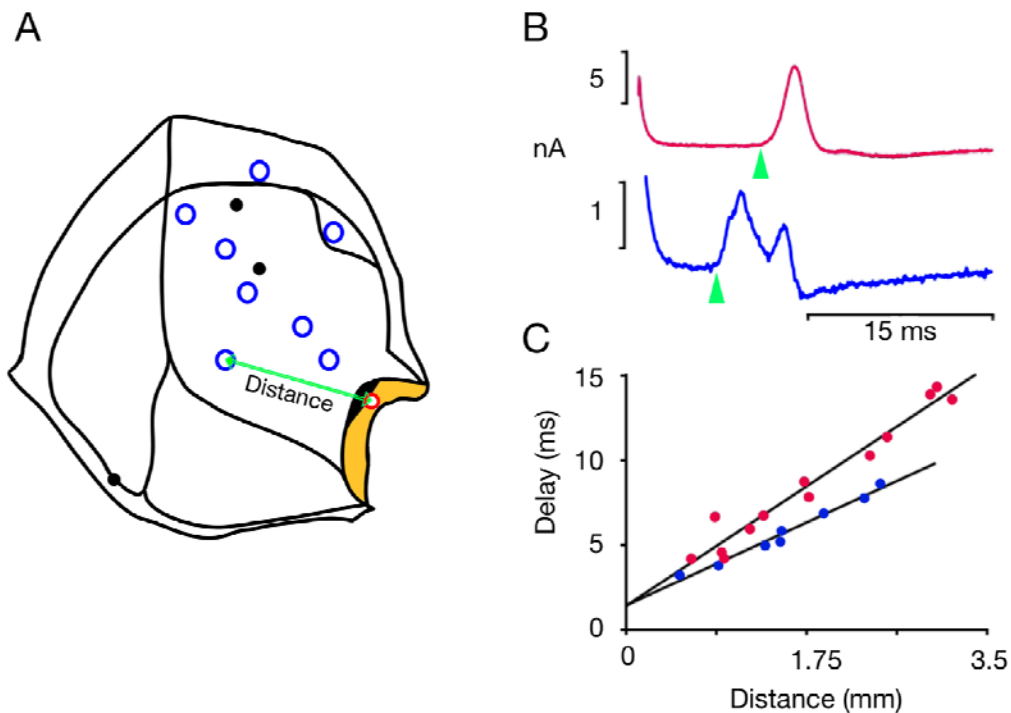 A
Distance
B
5
nA
1
15 ms
C
15
10
5
0
Delay (ms)
0 1.75 3.5
Distance (mm)